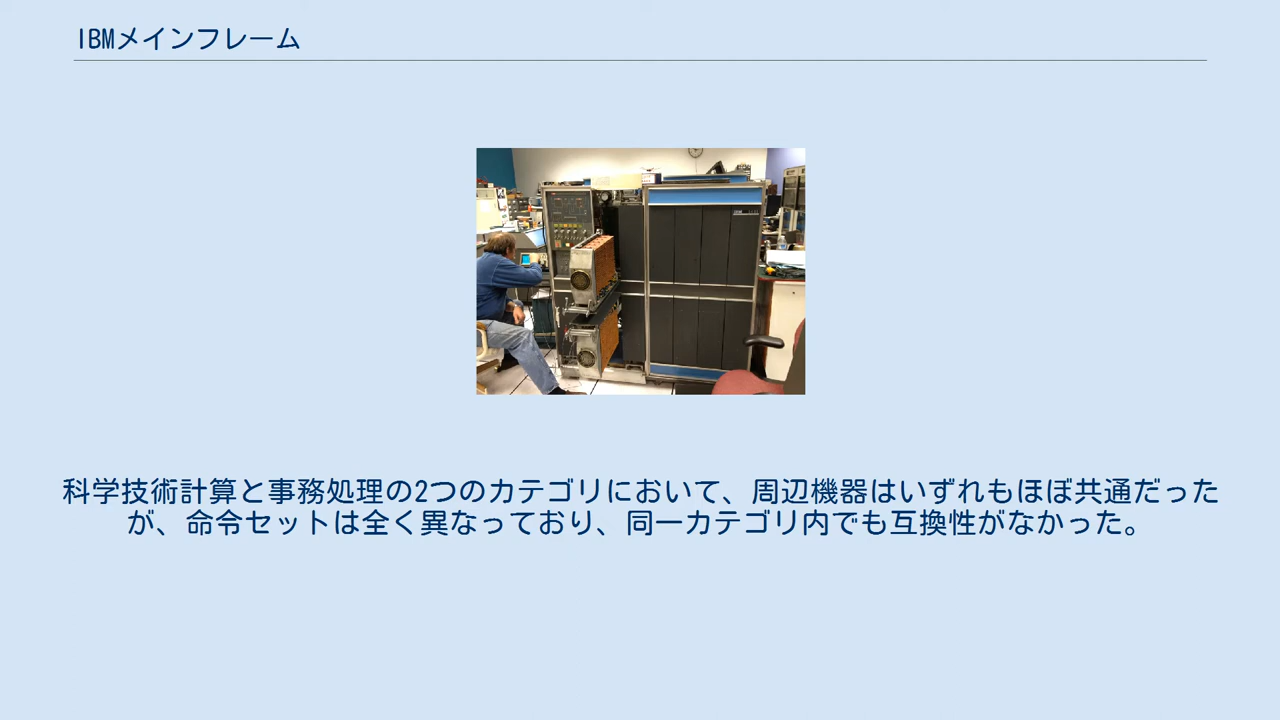 IBMメインフレーム
科学技術計算と事務処理の2つのカテゴリにおいて、周辺機器はいずれもほぼ共通だった
が、命令セットは全く異なっており、同一カテゴリ内でも互換性がなかった。